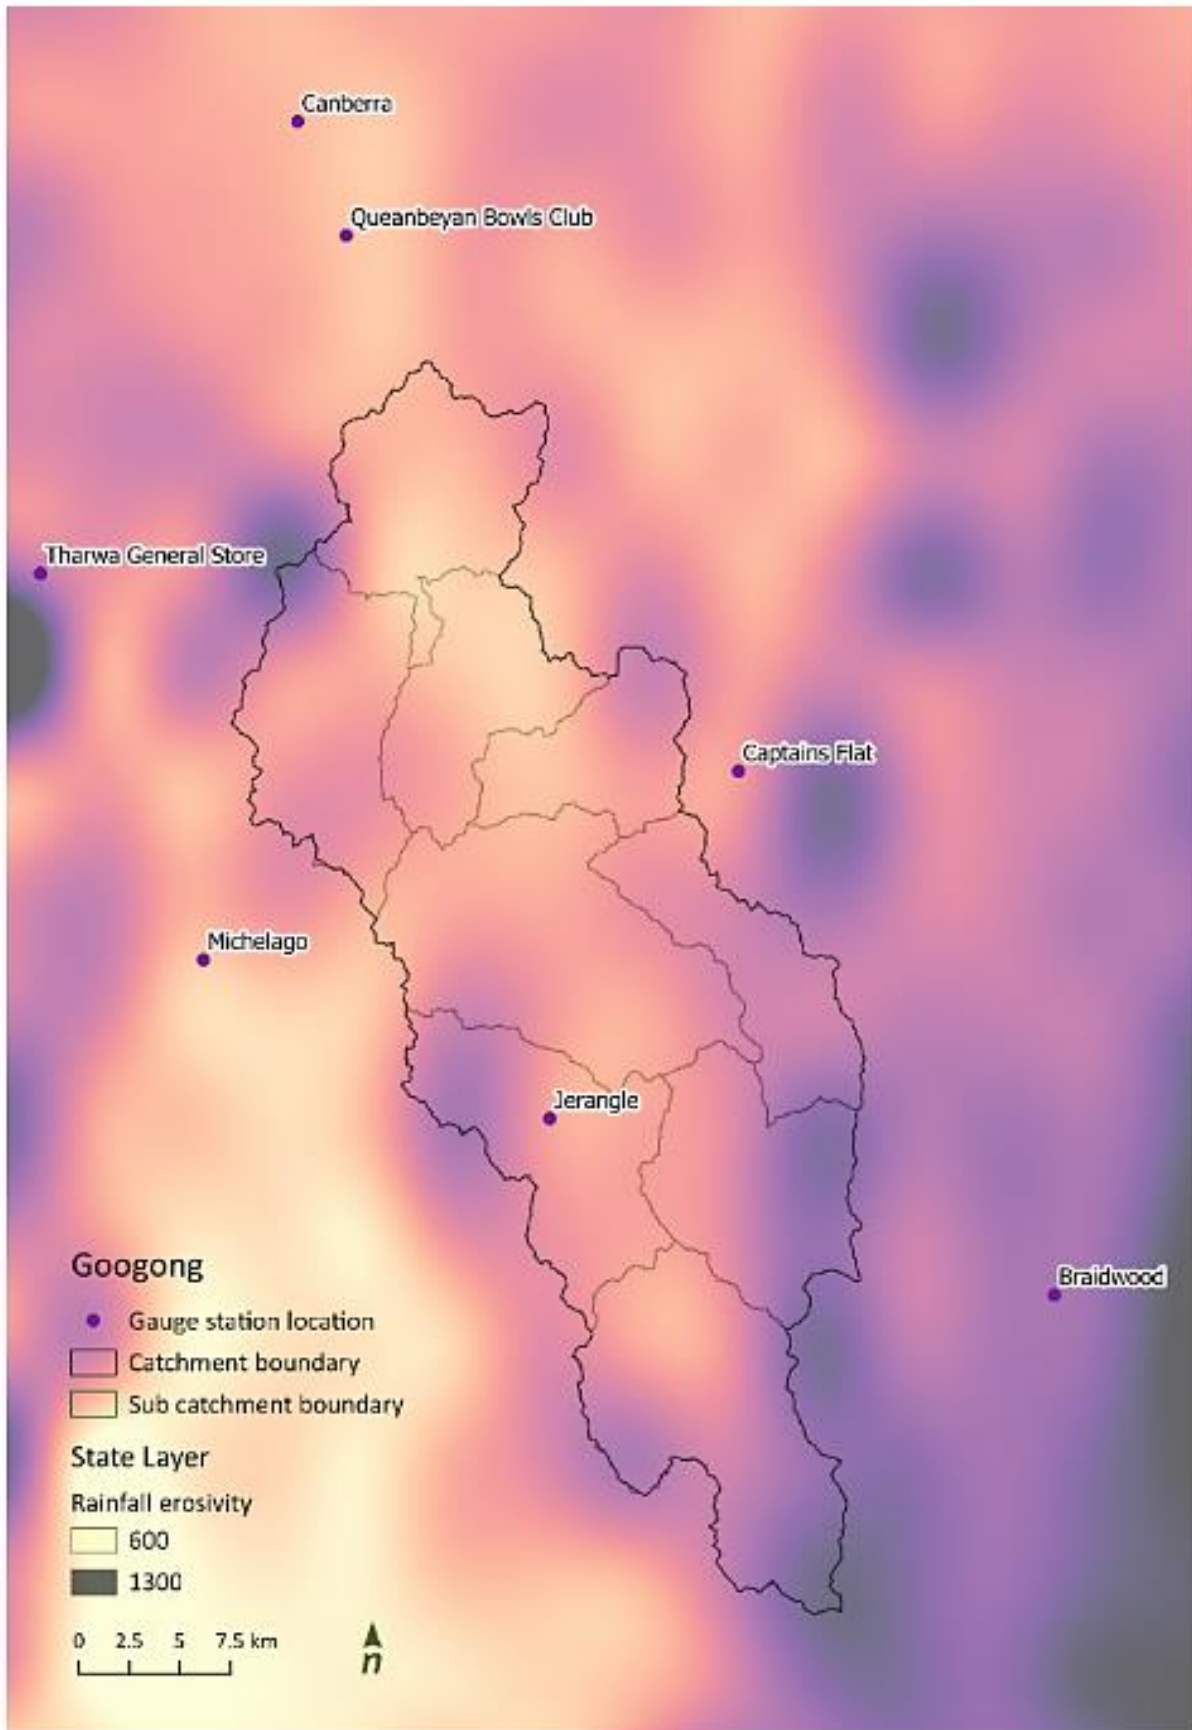 Canberra
Queanbeyan Bowls Club
Tharwa General Store
Captains Flat
Michelago
Jerangle
Braidwood
Googong
Gauge station location
Catchment boundary
Sub catchment boundary
State Layer
Rainfall erosivity
600
1300
0 2.5 5 7.5 km
n